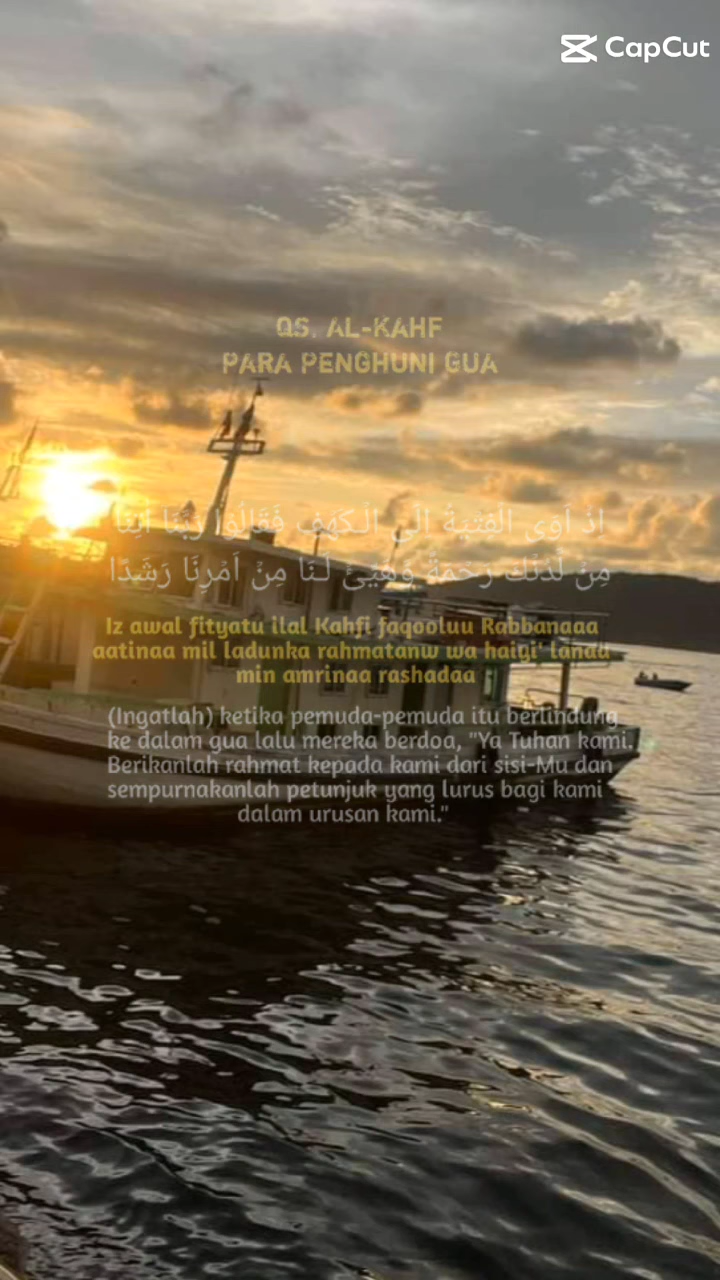 CapCut
QS. AL-KAHF
PARA PENGHUNI GUA
اِذْ اَوَى الْفِتْيَةُ اِلَى الْـكَهْفِ فَقَالُوْا رَبَّنَاۤ اٰتِنَا
مِنْ لَّدُنْكَ رَحْمَةً وَّهَيِّئْ لَـنَا مِنْ اَمْرِنَا رَشَدًا
Iz awal fityatu ilal Kahfi faqooluu Rabbanaaa
aatinaa mil ladunka rahmatanw wa haiyi' lanaa
min amrinaa rashadaa
(Ingatlah) ketika pemuda-pemuda itu berlindung
ke dalam gua lalu mereka berdoa, "Ya Tuhan kami.
Berikanlah rahmat kepada kami dari sisi-Mu dan
sempurnakanlah petunjuk yang lurus bagi kami
dalam urusan kami."